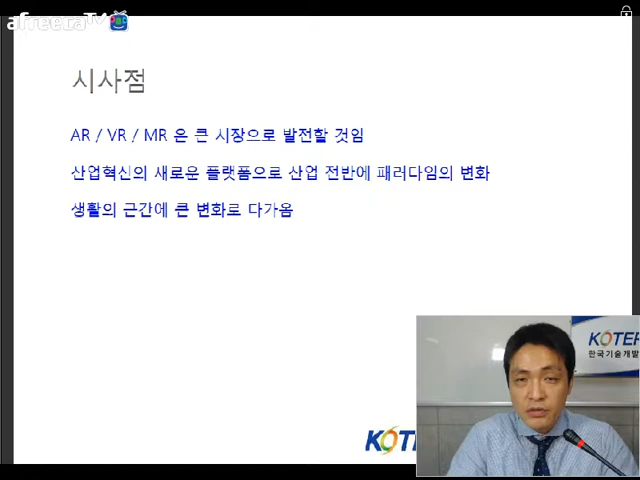 afreecaTV
시사점
AR / VR / MR 은 큰 시장으로 발전할 것임
산업혁신의 새로운 플랫폼으로 산업 전반에 패러다임의 변화
생활의 근간에 큰 변화로 다가옴
KOTER
한국기술개발